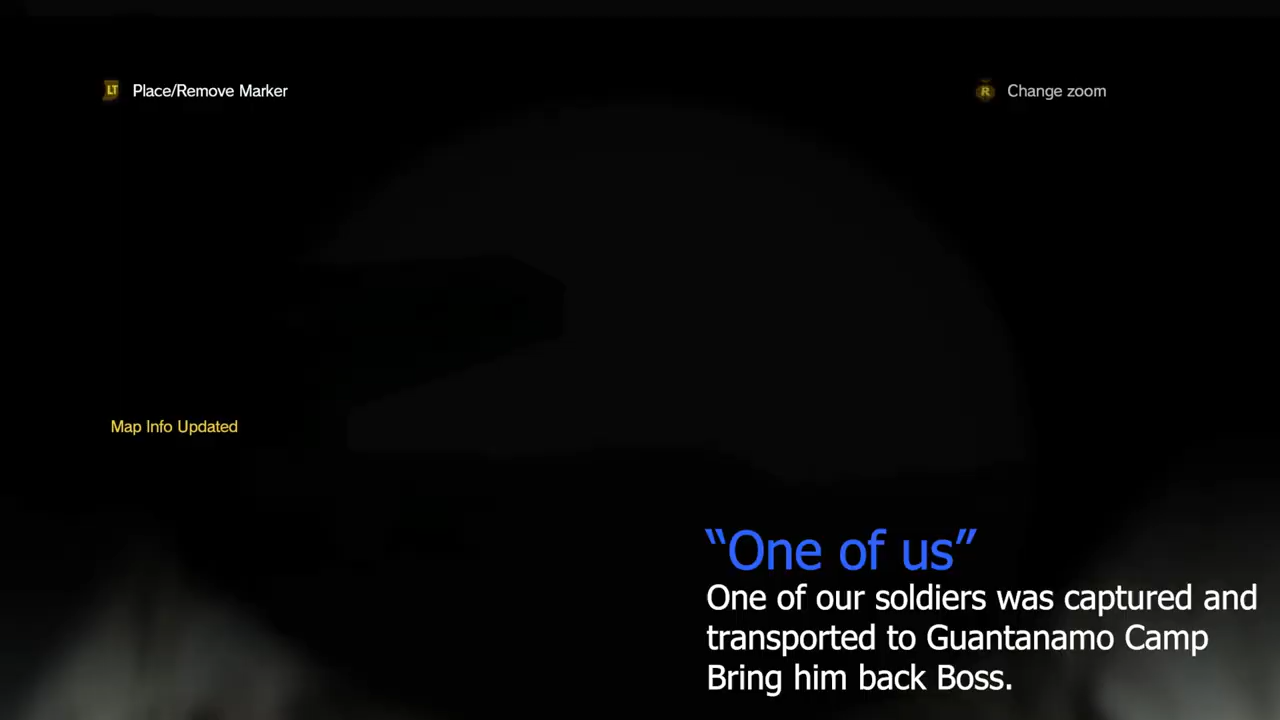 LT Place/Remove Marker
R Change zoom
Map Info Updated
“One of us”
One of our soldiers was captured and
transported to Guantanamo Camp
Bring him back Boss.